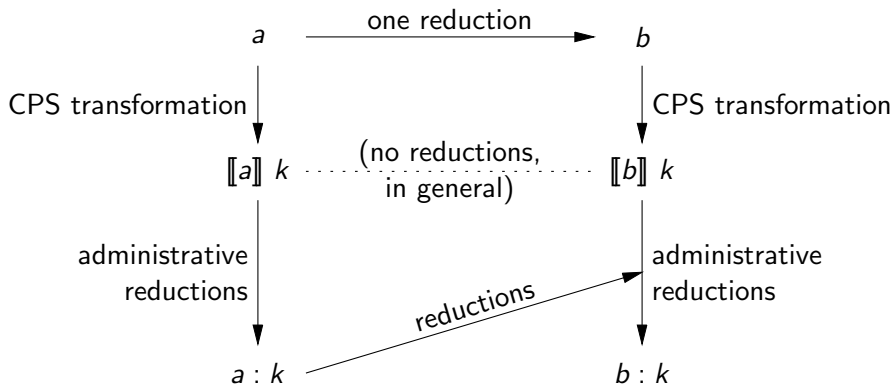 one reduction
a b
CPS transformation CPS transformation
(no reductions,
⟦a⟧ k ⟦b⟧ k
in general)
administrative administrative
reductions reductions
reductions
a : k b : k